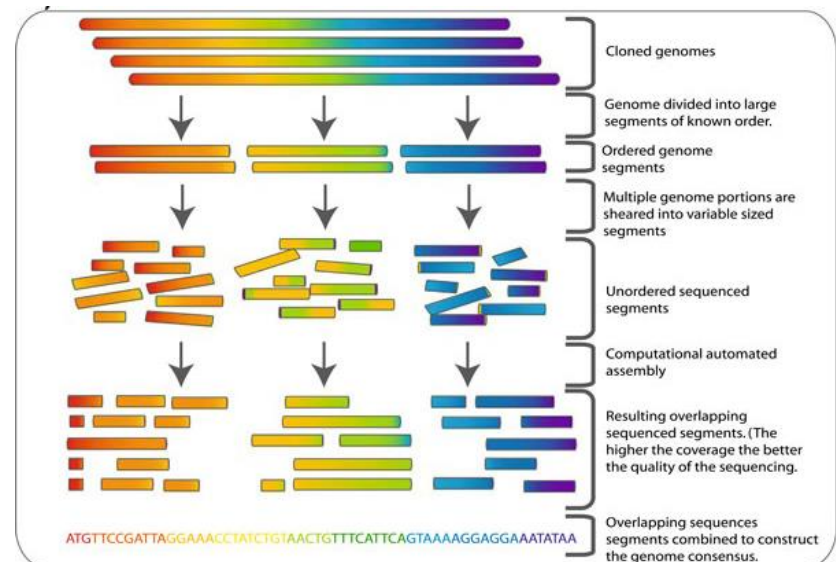 Cloned genomes
Genome divided into large
segments of known order.
Ordered genome
segments
Multiple genome portions are
sheared into variable sized
segments
Unordered sequenced
segments
Computational automated
assembly
Resulting overlapping
sequenced segments. (The
higher the coverage the better
the quality of the sequencing.
ATGTTCCGATTAGGAAACCTATCTGTAACTGTTTCATTCAGTAAAAGGAGGAAATATAA
Overlapping sequences
segments combined to construct
the genome consensus.